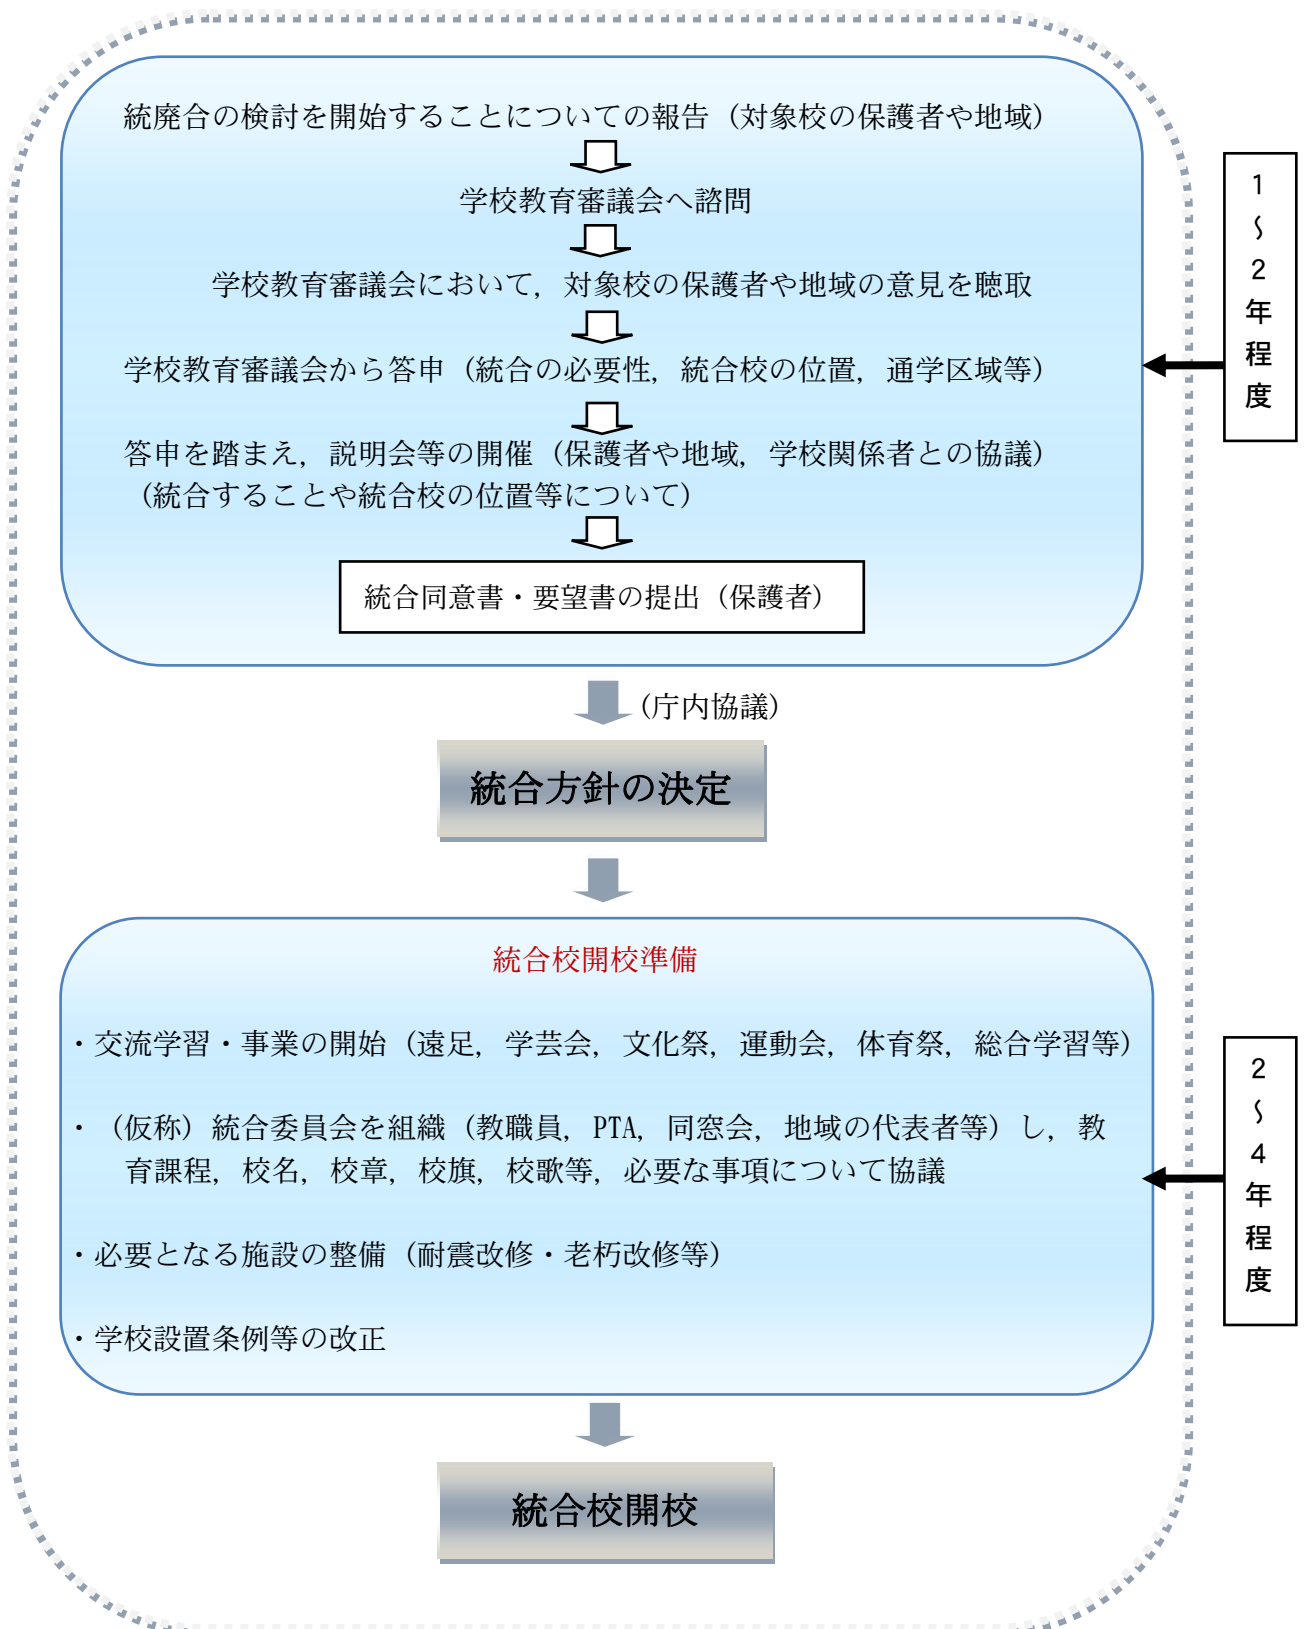 統廃合の検討を開始することについての報告（対象校の保護者や地域）
学校教育審議会へ諮問
学校教育審議会において，対象校の保護者や地域の意見を聴取
学校教育審議会から答申（統合の必要性，統合校の位置，通学区域等）
答申を踏まえ，説明会等の開催（保護者や地域，学校関係者との協議）
（統合することや統合校の位置等について）
統合同意書・要望書の提出（保護者）
1～2年程度
（庁内協議）
統合方針の決定
統合校開校準備
・交流学習・事業の開始（遠足，学芸会，文化祭，運動会，体育祭，総合学習等）
・（仮称）統合委員会を組織（教職員，PTA，同窓会，地域の代表者等）し，教
育課程，校名，校章，校旗，校歌等，必要な事項について協議
・必要となる施設の整備（耐震改修・老朽改修等）
・学校設置条例等の改正
2～4年程度
統合校開校